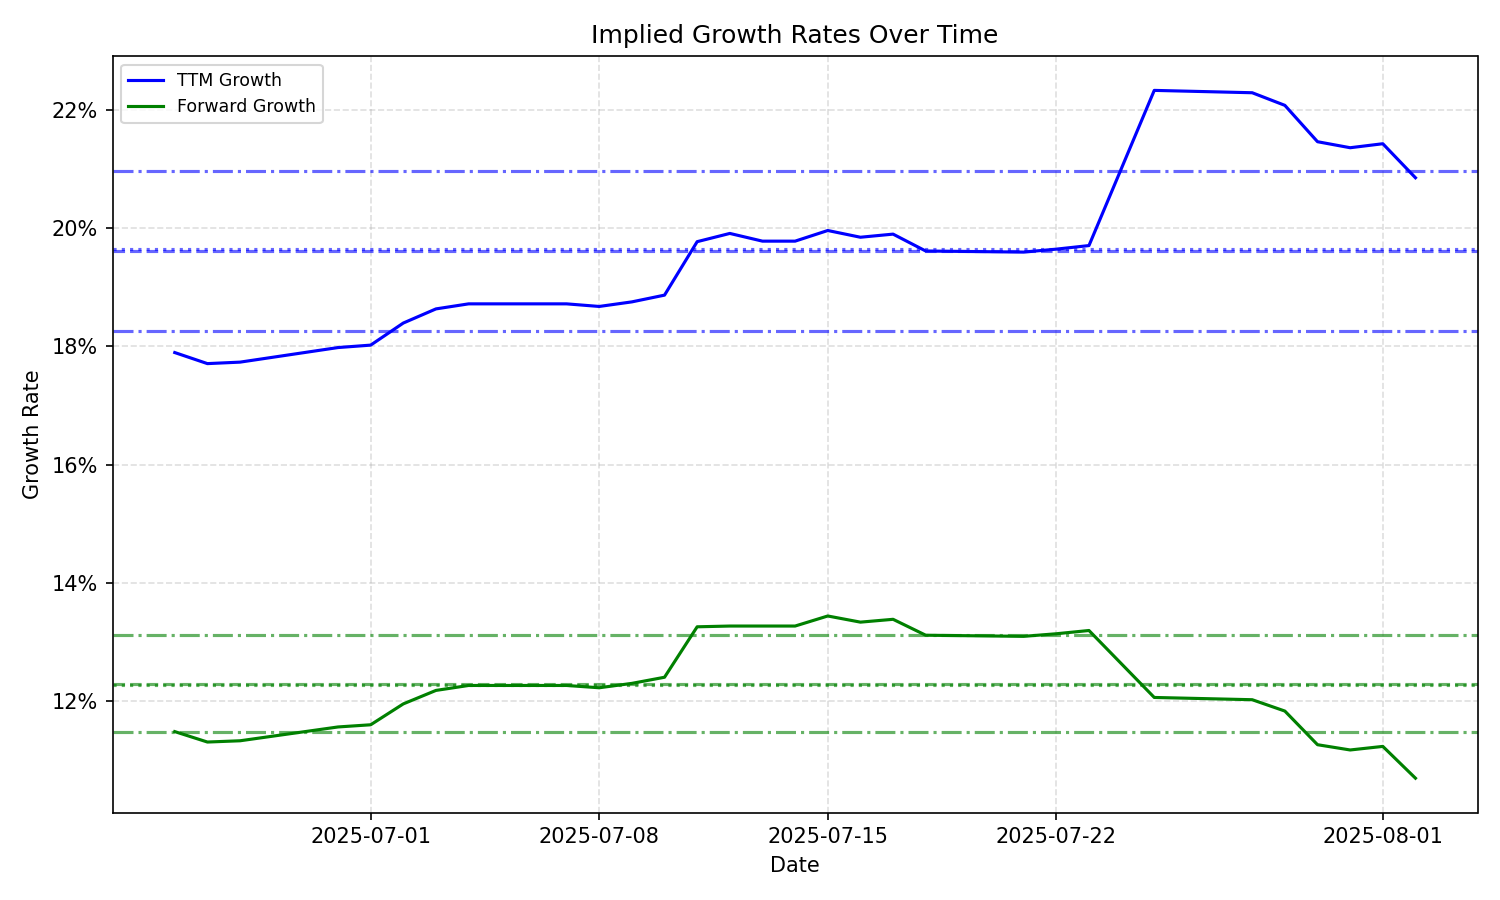 Implied Growth Rates Over Time
TTM Growth
Forward Growth
22%
20%
18%
16%
14%
12%
Growth Rate
2025-07-01
2025-07-08
2025-07-15
2025-07-22
2025-08-01
Date